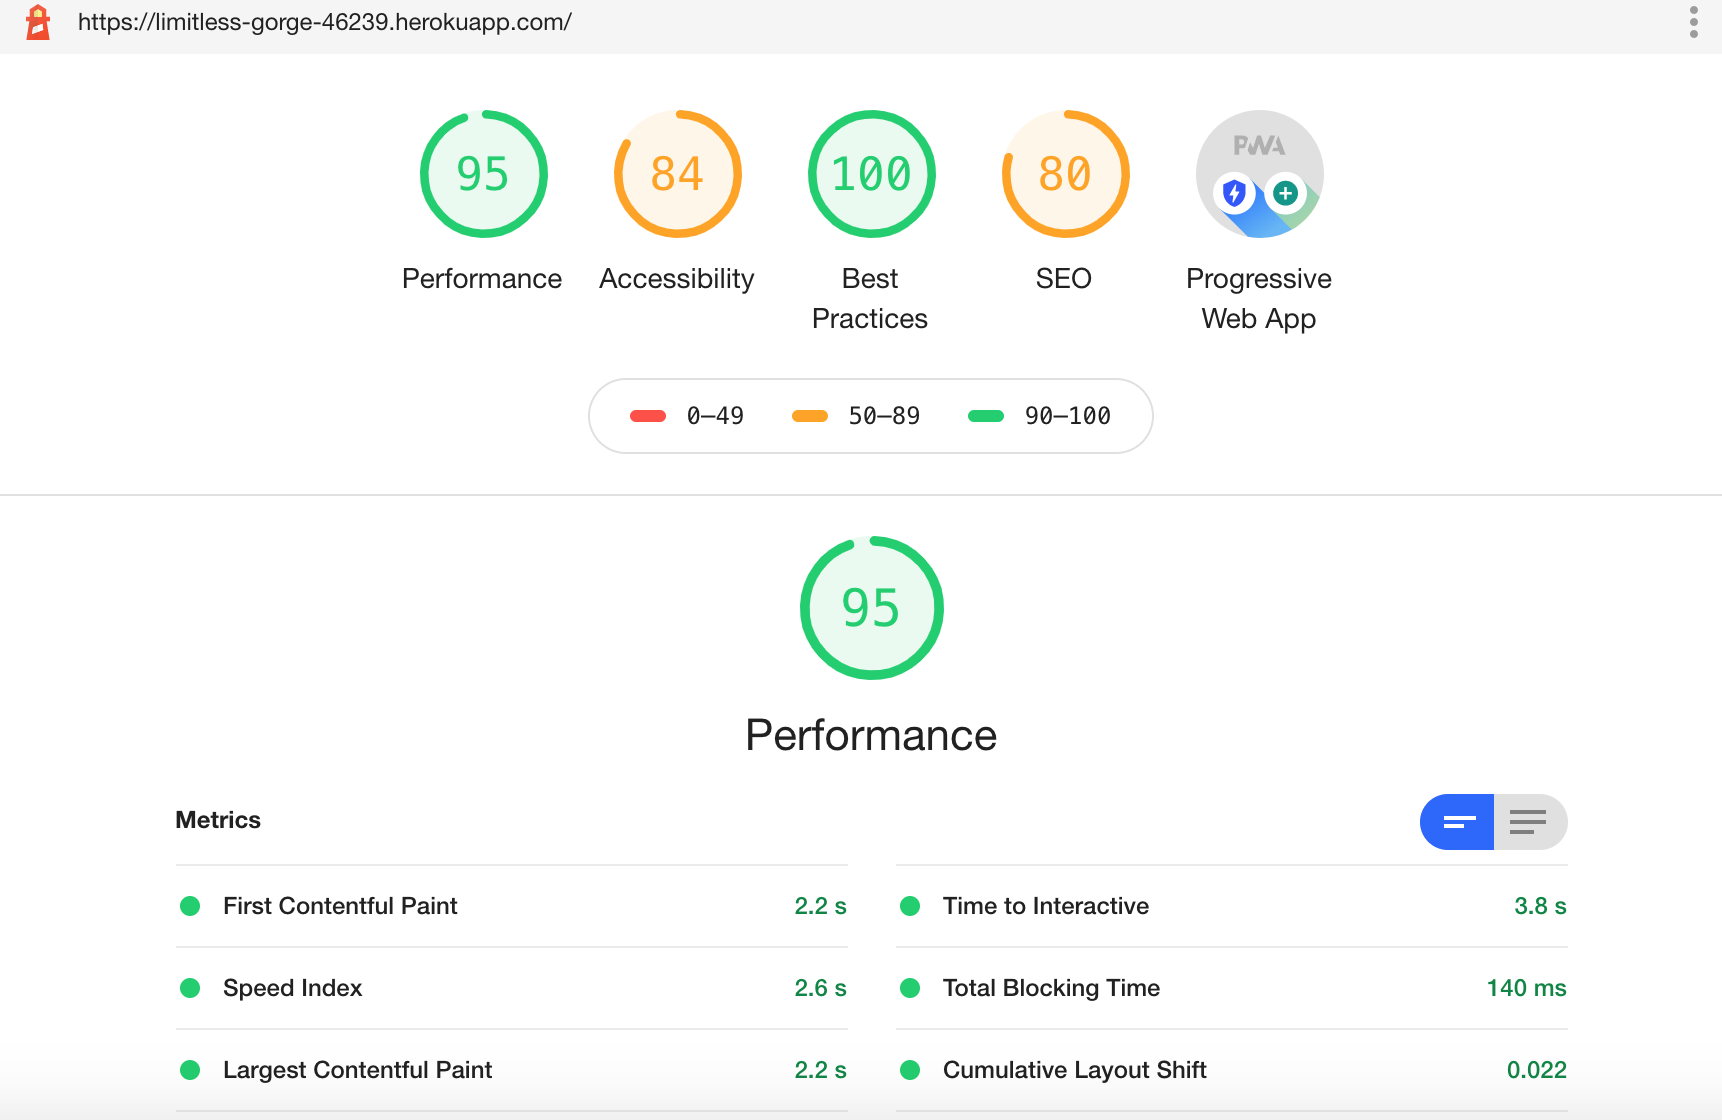 https://limitless-gorge-46239.herokuapp.com/
95
84
100
80
PWA
Performance
Accessibility
Best
Practices
SEO
Progressive
Web App
0–49
50–89
90–100
95
Performance
Metrics
First Contentful Paint 2.2 s
Time to Interactive 3.8 s
Speed Index 2.6 s
Total Blocking Time 140 ms
Largest Contentful Paint 2.2 s
Cumulative Layout Shift 0.022